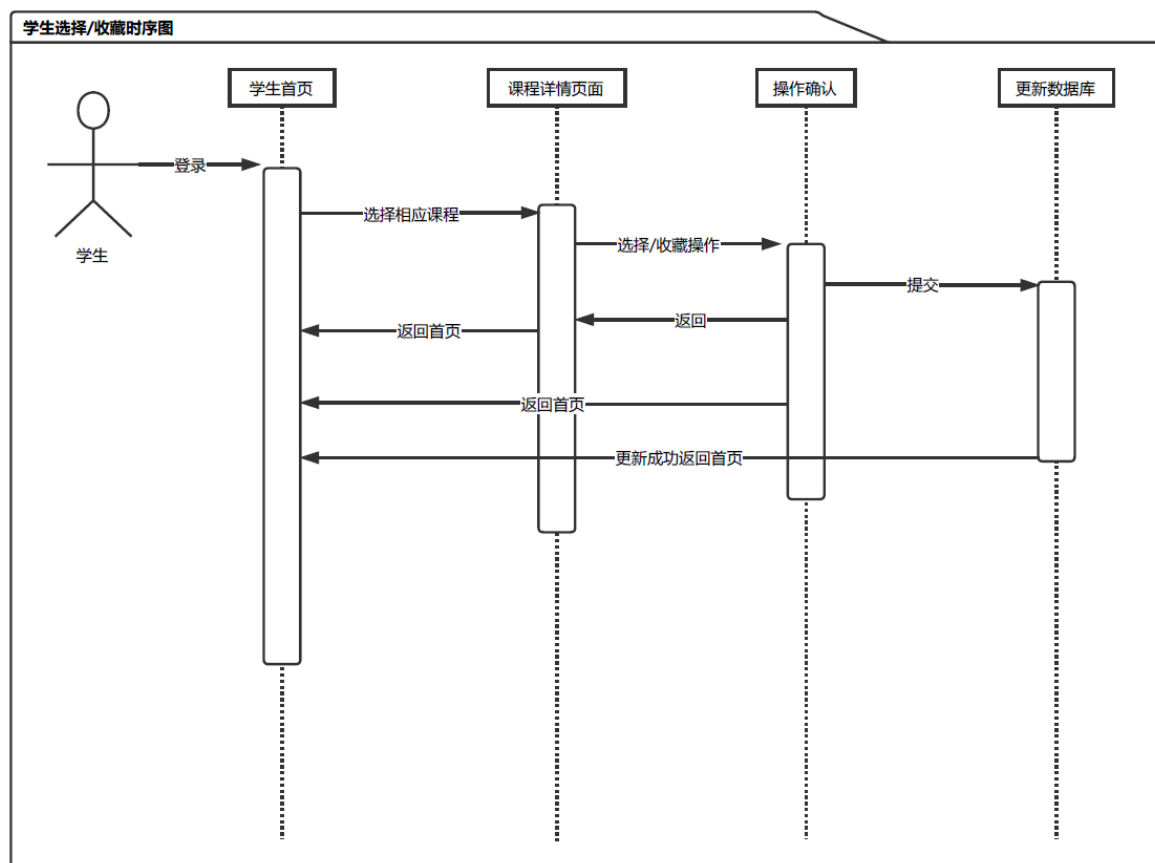 学生选择/收藏时序图
学生首页
课程详情页面
操作确认
更新数据库
登录
选择相应课程
选择/收藏操作
学生
提交
返回
返回首页
返回首页
更新成功返回首页